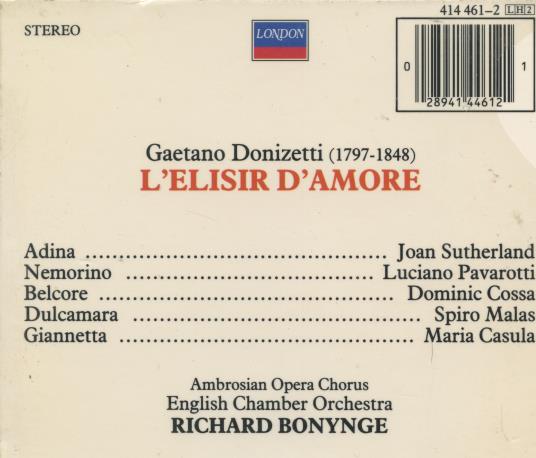 STEREO
LONDON
414 461-2 LH2
0 1
28941 44612
Gaetano Donizetti (1797-1848)
L'ELISIR D'AMORE
Adina ........................................ Joan Sutherland
Nemorino ................................. Luciano Pavarotti
Belcore ....................................... Dominic Cossa
Dulcamara ........................................ Spiro Malas
Giannetta ....................................... Maria Casula
Ambrosian Opera Chorus
English Chamber Orchestra
RICHARD BONYNGE